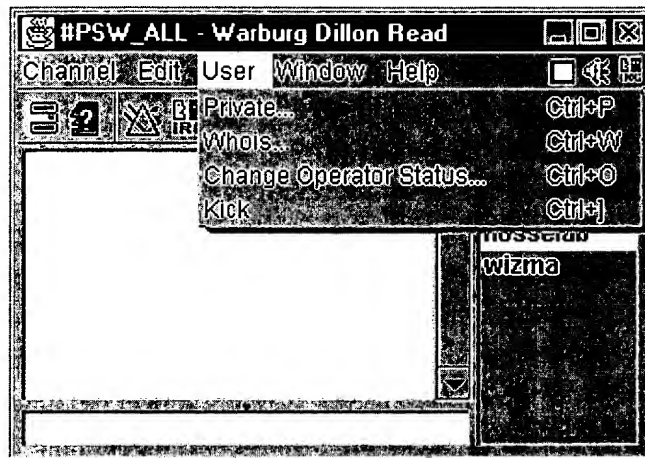 #PSW_ALL - Warburg Dillon Read
Channel Edit User Window Help
Private... Ctrl+P
Whois... Ctrl+W
Change Operator Status... Ctrl+O
Kick Ctrl+]
wizma